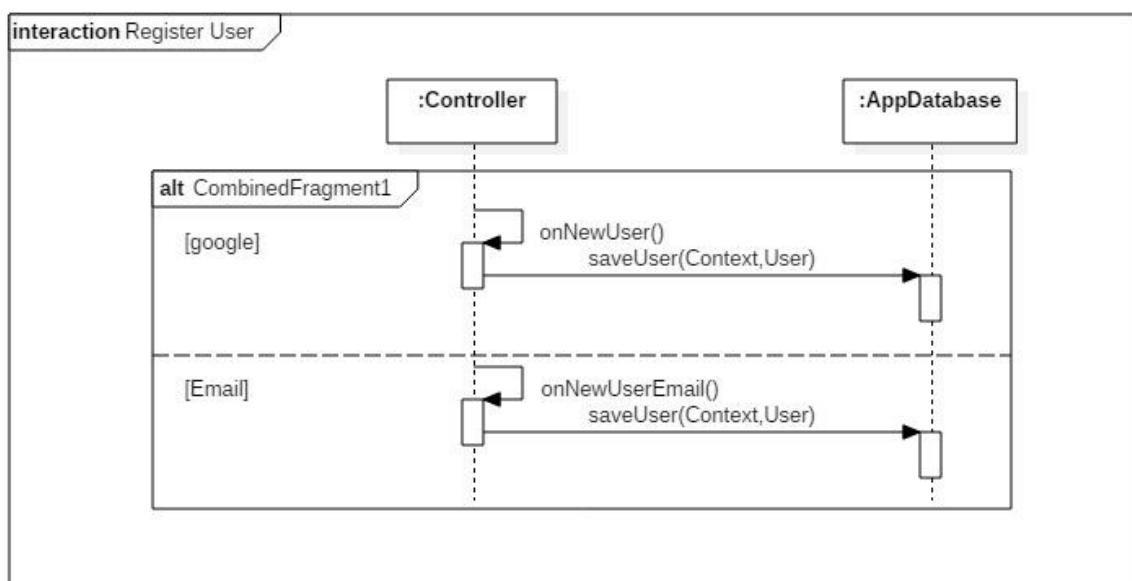 interaction Register User
:Controller
:AppDatabase
alt CombinedFragment1
[google]
onNewUser()
saveUser(Context,User)
[Email]
onNewUserEmail()
saveUser(Context,User)